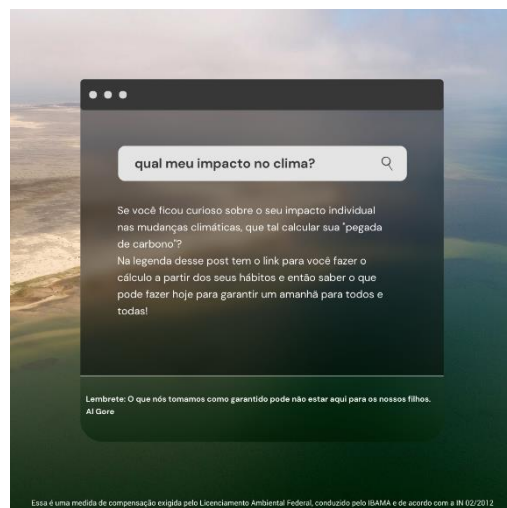 qual meu impacto no clima?
Se você ficou curioso sobre o seu impacto individual
nas mudanças climáticas, que tal calcular sua "pegada
de carbono"?
Na legenda desse post tem o link para você fazer o
cálculo a partir dos seus hábitos e então saber o que
pode fazer hoje para garantir um amanhã para todos e
todas!
Lembrete: O que nós tomamos como garantido pode não estar aqui para os nossos filhos.
Al Gore
Essa é uma medida de compensação exigida pelo Licenciamento Ambiental Federal, conduzido pelo IBAMA e de acordo com a IN 02/2012